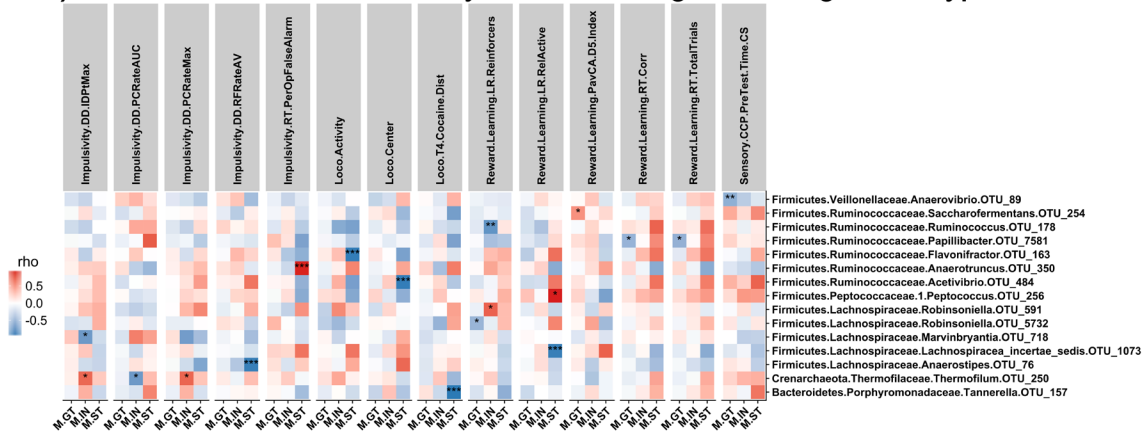 Impulsivity.DD.IDPtMax
Impulsivity.DD.PCRateAUC
Impulsivity.DD.PCRateMax
Impulsivity.DD.RFRateAV
Impulsivity.RT.PerOpFalseAlarm
Loco.Activity
Loco.Center
Loco.T4.Cocaine.Dist
Reward.Learning.LR.Reinforcers
Reward.Learning.LR.RelActive
Reward.Learning.PavCA.D5.Index
Reward.Learning.RT.Corr
Reward.Learning.RT.TotalTrials
Sensory.CCP.PreTest.Time.CS
** Firmicutes.Veillonellaceae.Anaerovibrio.OTU_89
* Firmicutes.Ruminococcaceae.Saccharofermentans.OTU_254
** Firmicutes.Ruminococcaceae.Ruminococcus.OTU_178
* * Firmicutes.Ruminococcaceae.Papillibacter.OTU_7581
*** Firmicutes.Ruminococcaceae.Flavonifractor.OTU_163
*** Firmicutes.Ruminococcaceae.Anaerotruncus.OTU_350
*** Firmicutes.Ruminococcaceae.Acetivibrio.OTU_484
* Firmicutes.Peptococcaceae.1.Peptococcus.OTU_256
* Firmicutes.Lachnospiraceae.Robinsoniella.OTU_591
* Firmicutes.Lachnospiraceae.Robinsoniella.OTU_5732
* Firmicutes.Lachnospiraceae.Marvinbryantia.OTU_718
*** Firmicutes.Lachnospiraceae.Lachnospiracea_incertae_sedis.OTU_1073
*** Firmicutes.Lachnospiraceae.Anaerostipes.OTU_76
* * * Crenarchaeota.Thermofilaceae.Thermofilum.OTU_250
*** Bacteroidetes.Porphyromonadaceae.Tannerella.OTU_157
rho
0.5
0.0
-0.5
M.GT M.IN M.ST M.GT M.IN M.ST M.GT M.IN M.ST M.GT M.IN M.ST M.GT M.IN M.ST M.GT M.IN M.ST M.GT M.IN M.ST M.GT M.IN M.ST M.GT M.IN M.ST M.GT M.IN M.ST M.GT M.IN M.ST M.GT M.IN M.ST M.GT M.IN M.ST M.GT M.IN M.ST